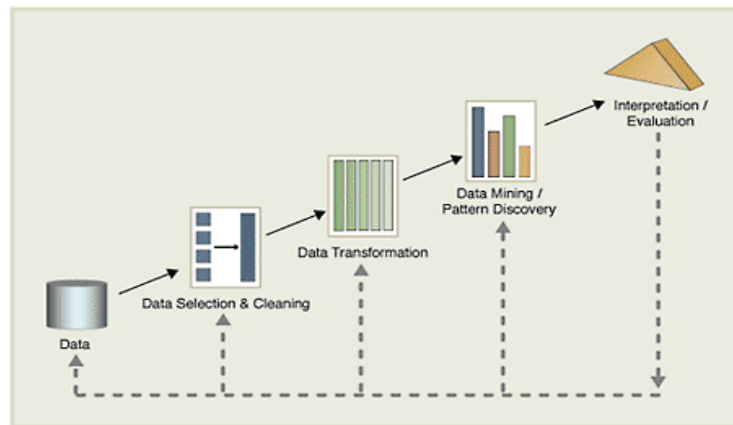 Data
Data Selection & Cleaning
Data Transformation
Data Mining /
Pattern Discovery
Interpretation /
Evaluation